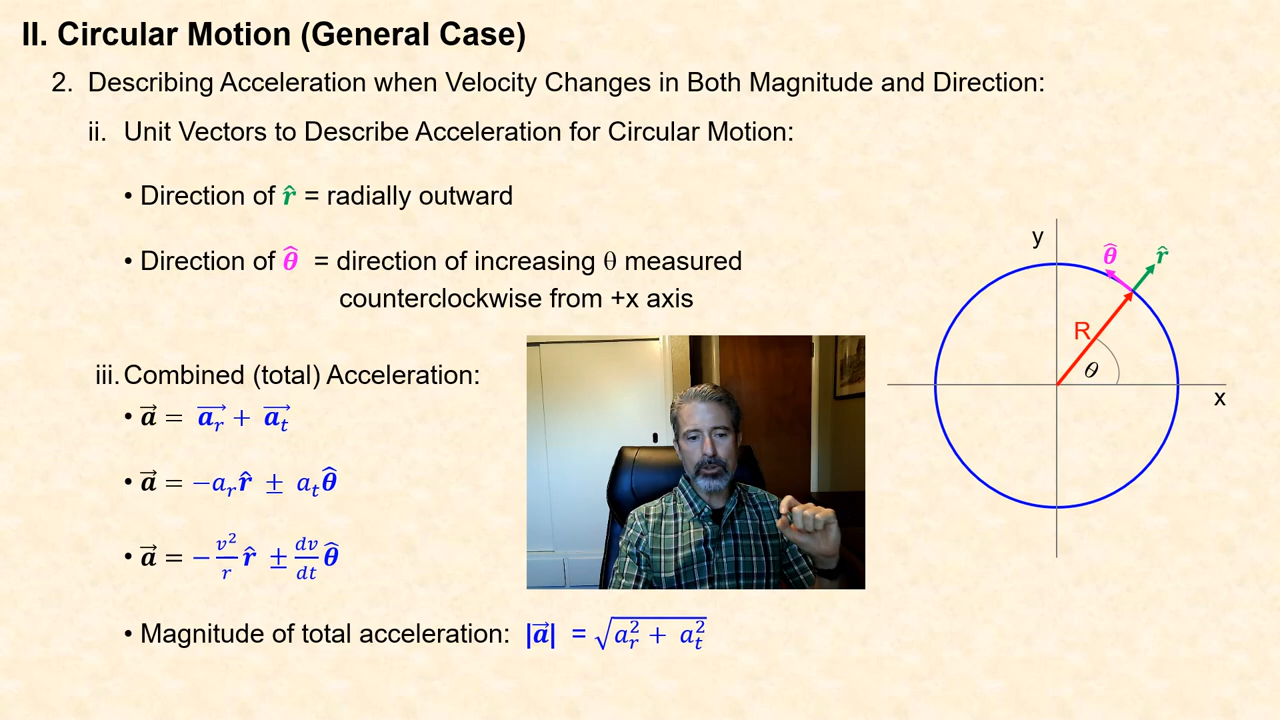 II. Circular Motion (General Case)
2. Describing Acceleration when Velocity Changes in Both Magnitude and Direction:
ii. Unit Vectors to Describe Acceleration for Circular Motion:
• Direction of r̂ = radially outward
• Direction of θ̂ = direction of increasing θ measured
counterclockwise from +x axis
iii. Combined (total) Acceleration:
• a⃗ = a⃗ᵣ + a⃗ₜ
• a⃗ = −aᵣr̂ ± aₜθ̂
• a⃗ = − v²/r r̂ ± dv/dt θ̂
• Magnitude of total acceleration: |a⃗| = √(aᵣ² + aₜ²)
y
θ̂
r̂
R
θ
x